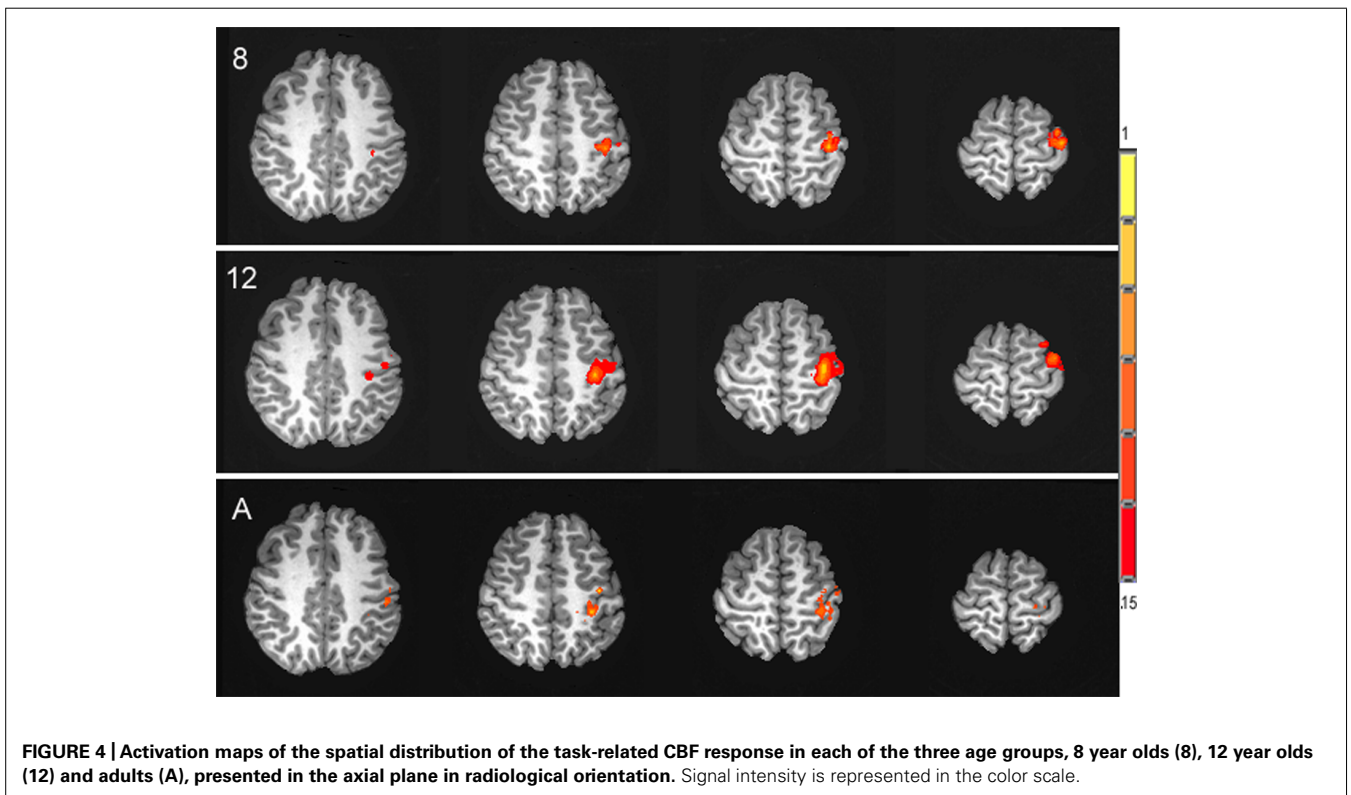 8
12
A
1
.15
FIGURE 4 | Activation maps of the spatial distribution of the task-related CBF response in each of the three age groups, 8 year olds (8), 12 year olds
(12) and adults (A), presented in the axial plane in radiological orientation. Signal intensity is represented in the color scale.